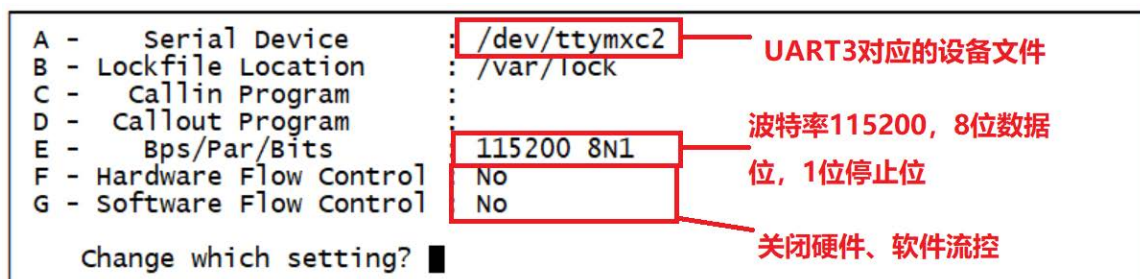 A - Serial Device : /dev/ttymxc2
B - Lockfile Location : /var/lock
C - Callin Program :
D - Callout Program :
E - Bps/Par/Bits : 115200 8N1
F - Hardware Flow Control : No
G - Software Flow Control : No
Change which setting?
UART3对应的设备文件
波特率115200，8位数据
位，1位停止位
关闭硬件、软件流控